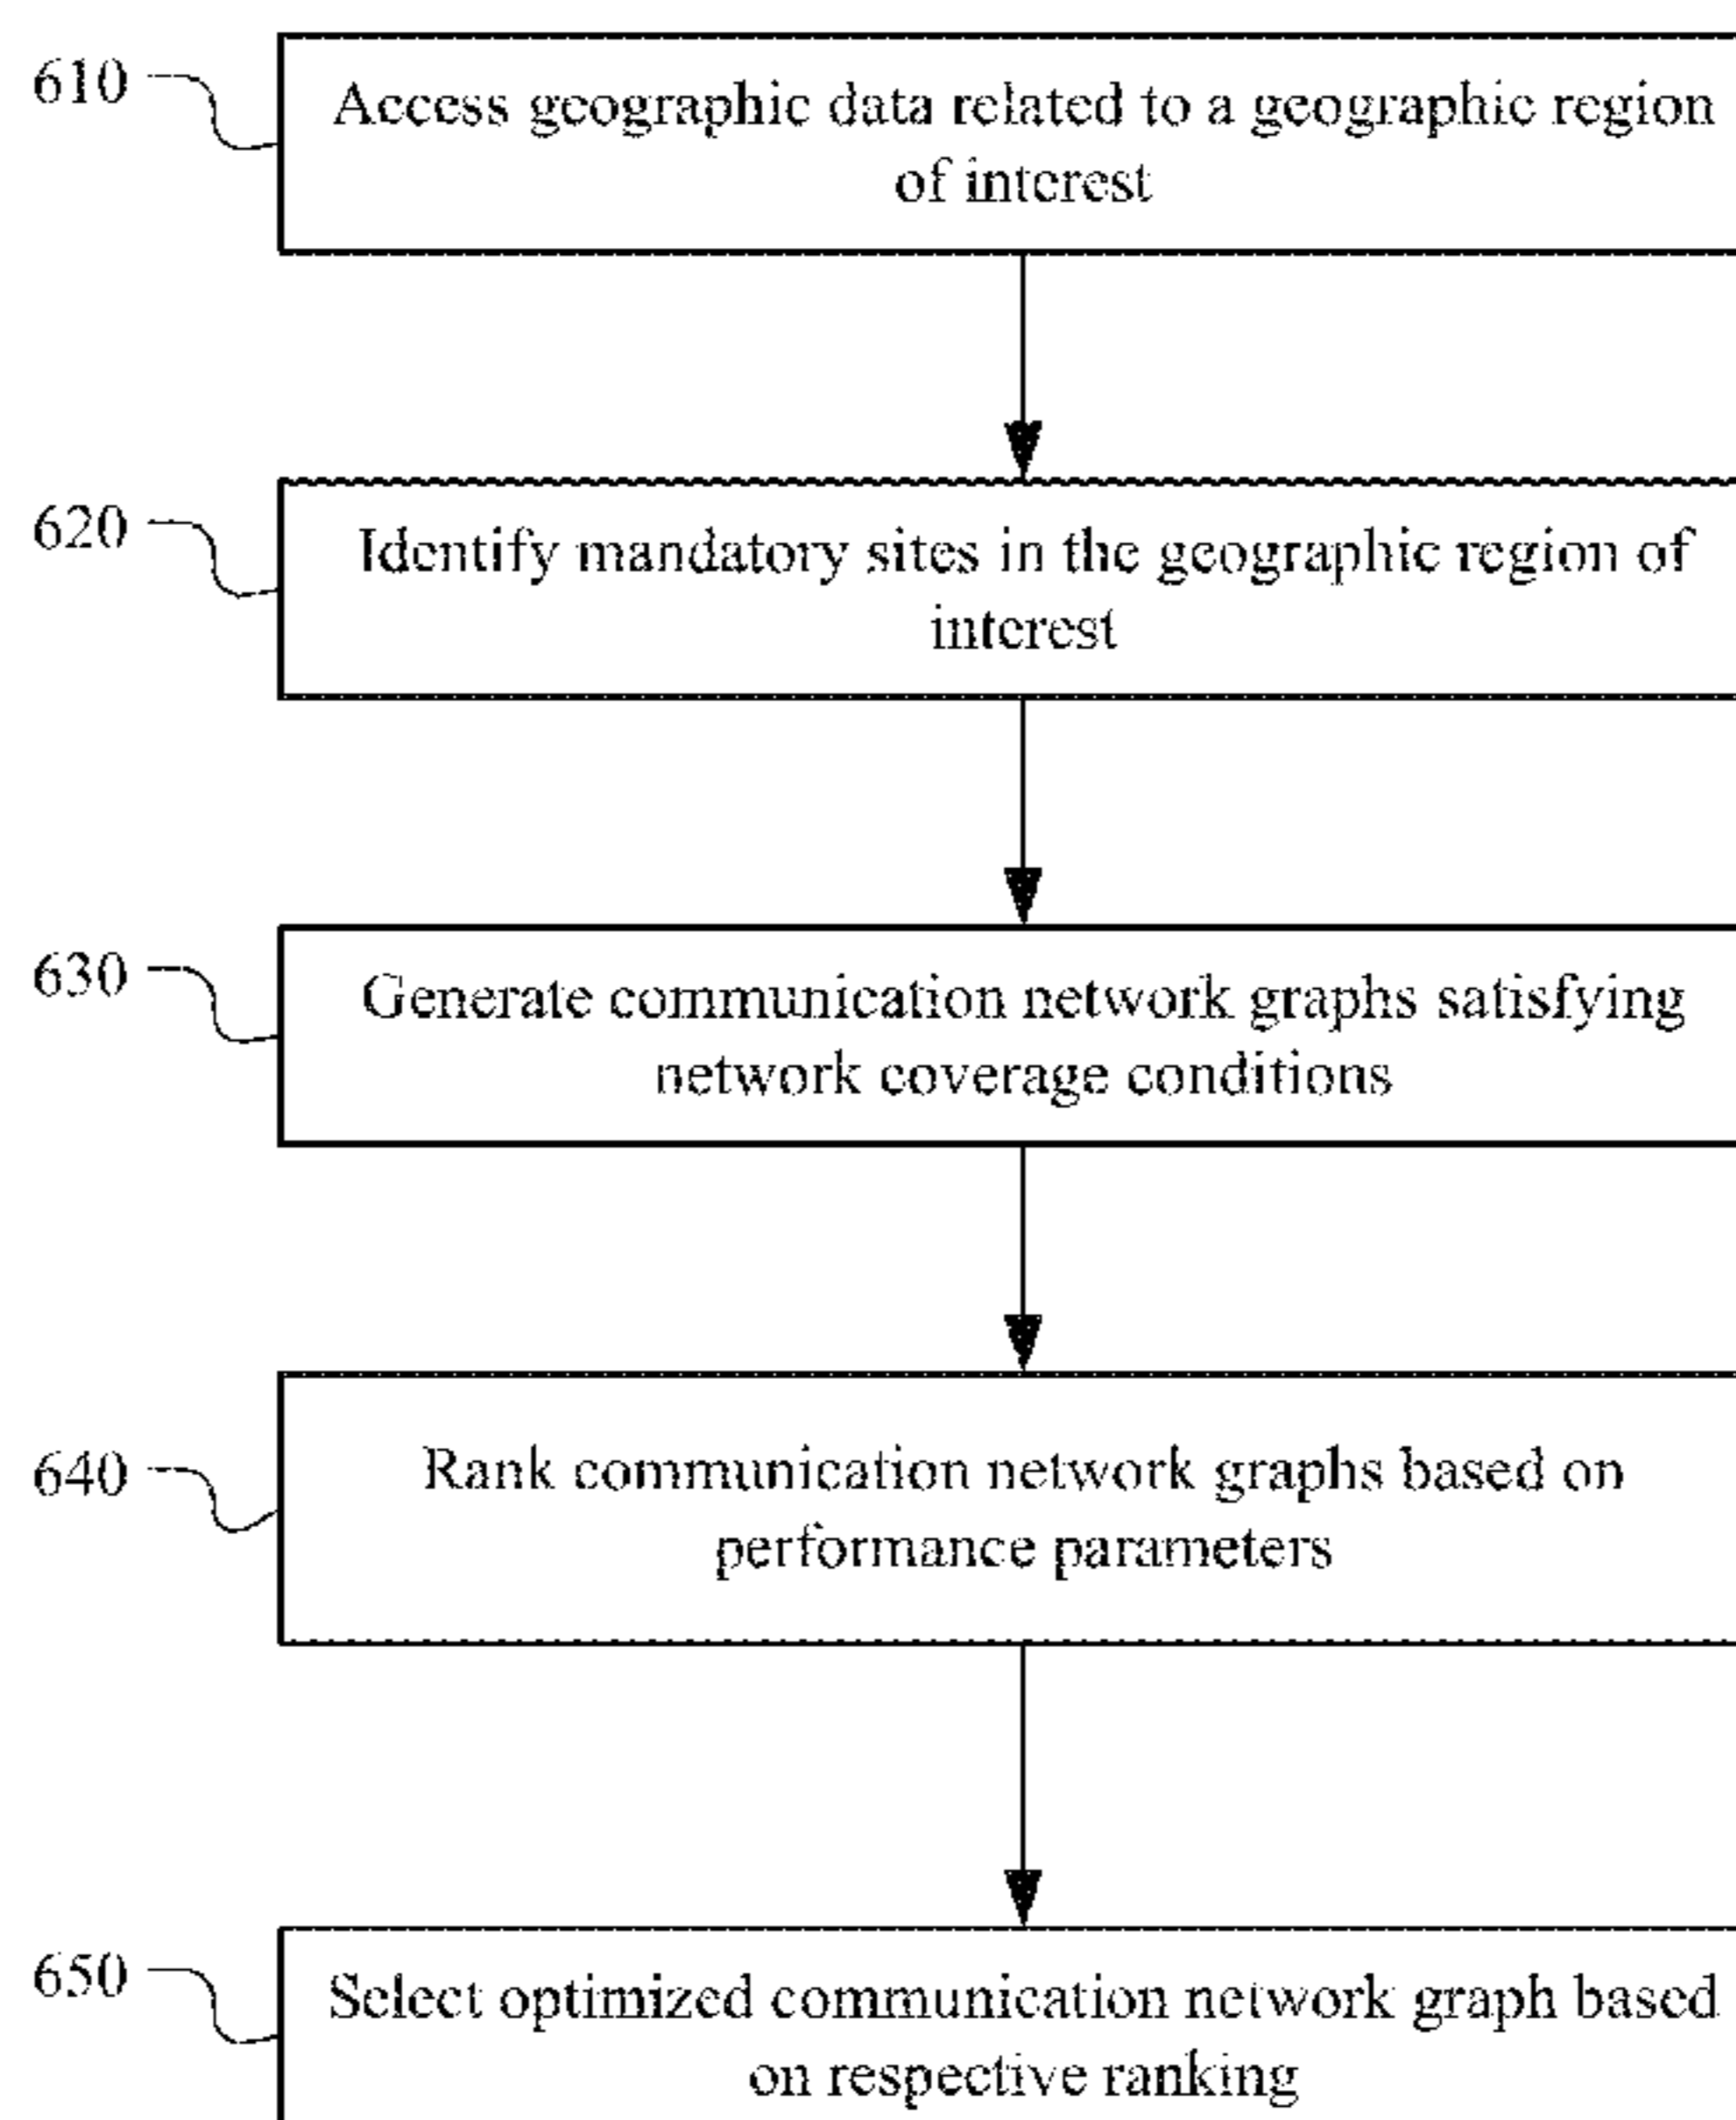 610
Access geographic data related to a geographic region
of interest
620
Identify mandatory sites in the geographic region of
interest
630
Generate communication network graphs satisfying
network coverage conditions
640
Rank communication network graphs based on
performance parameters
650
Select optimized communication network graph based
on respective ranking